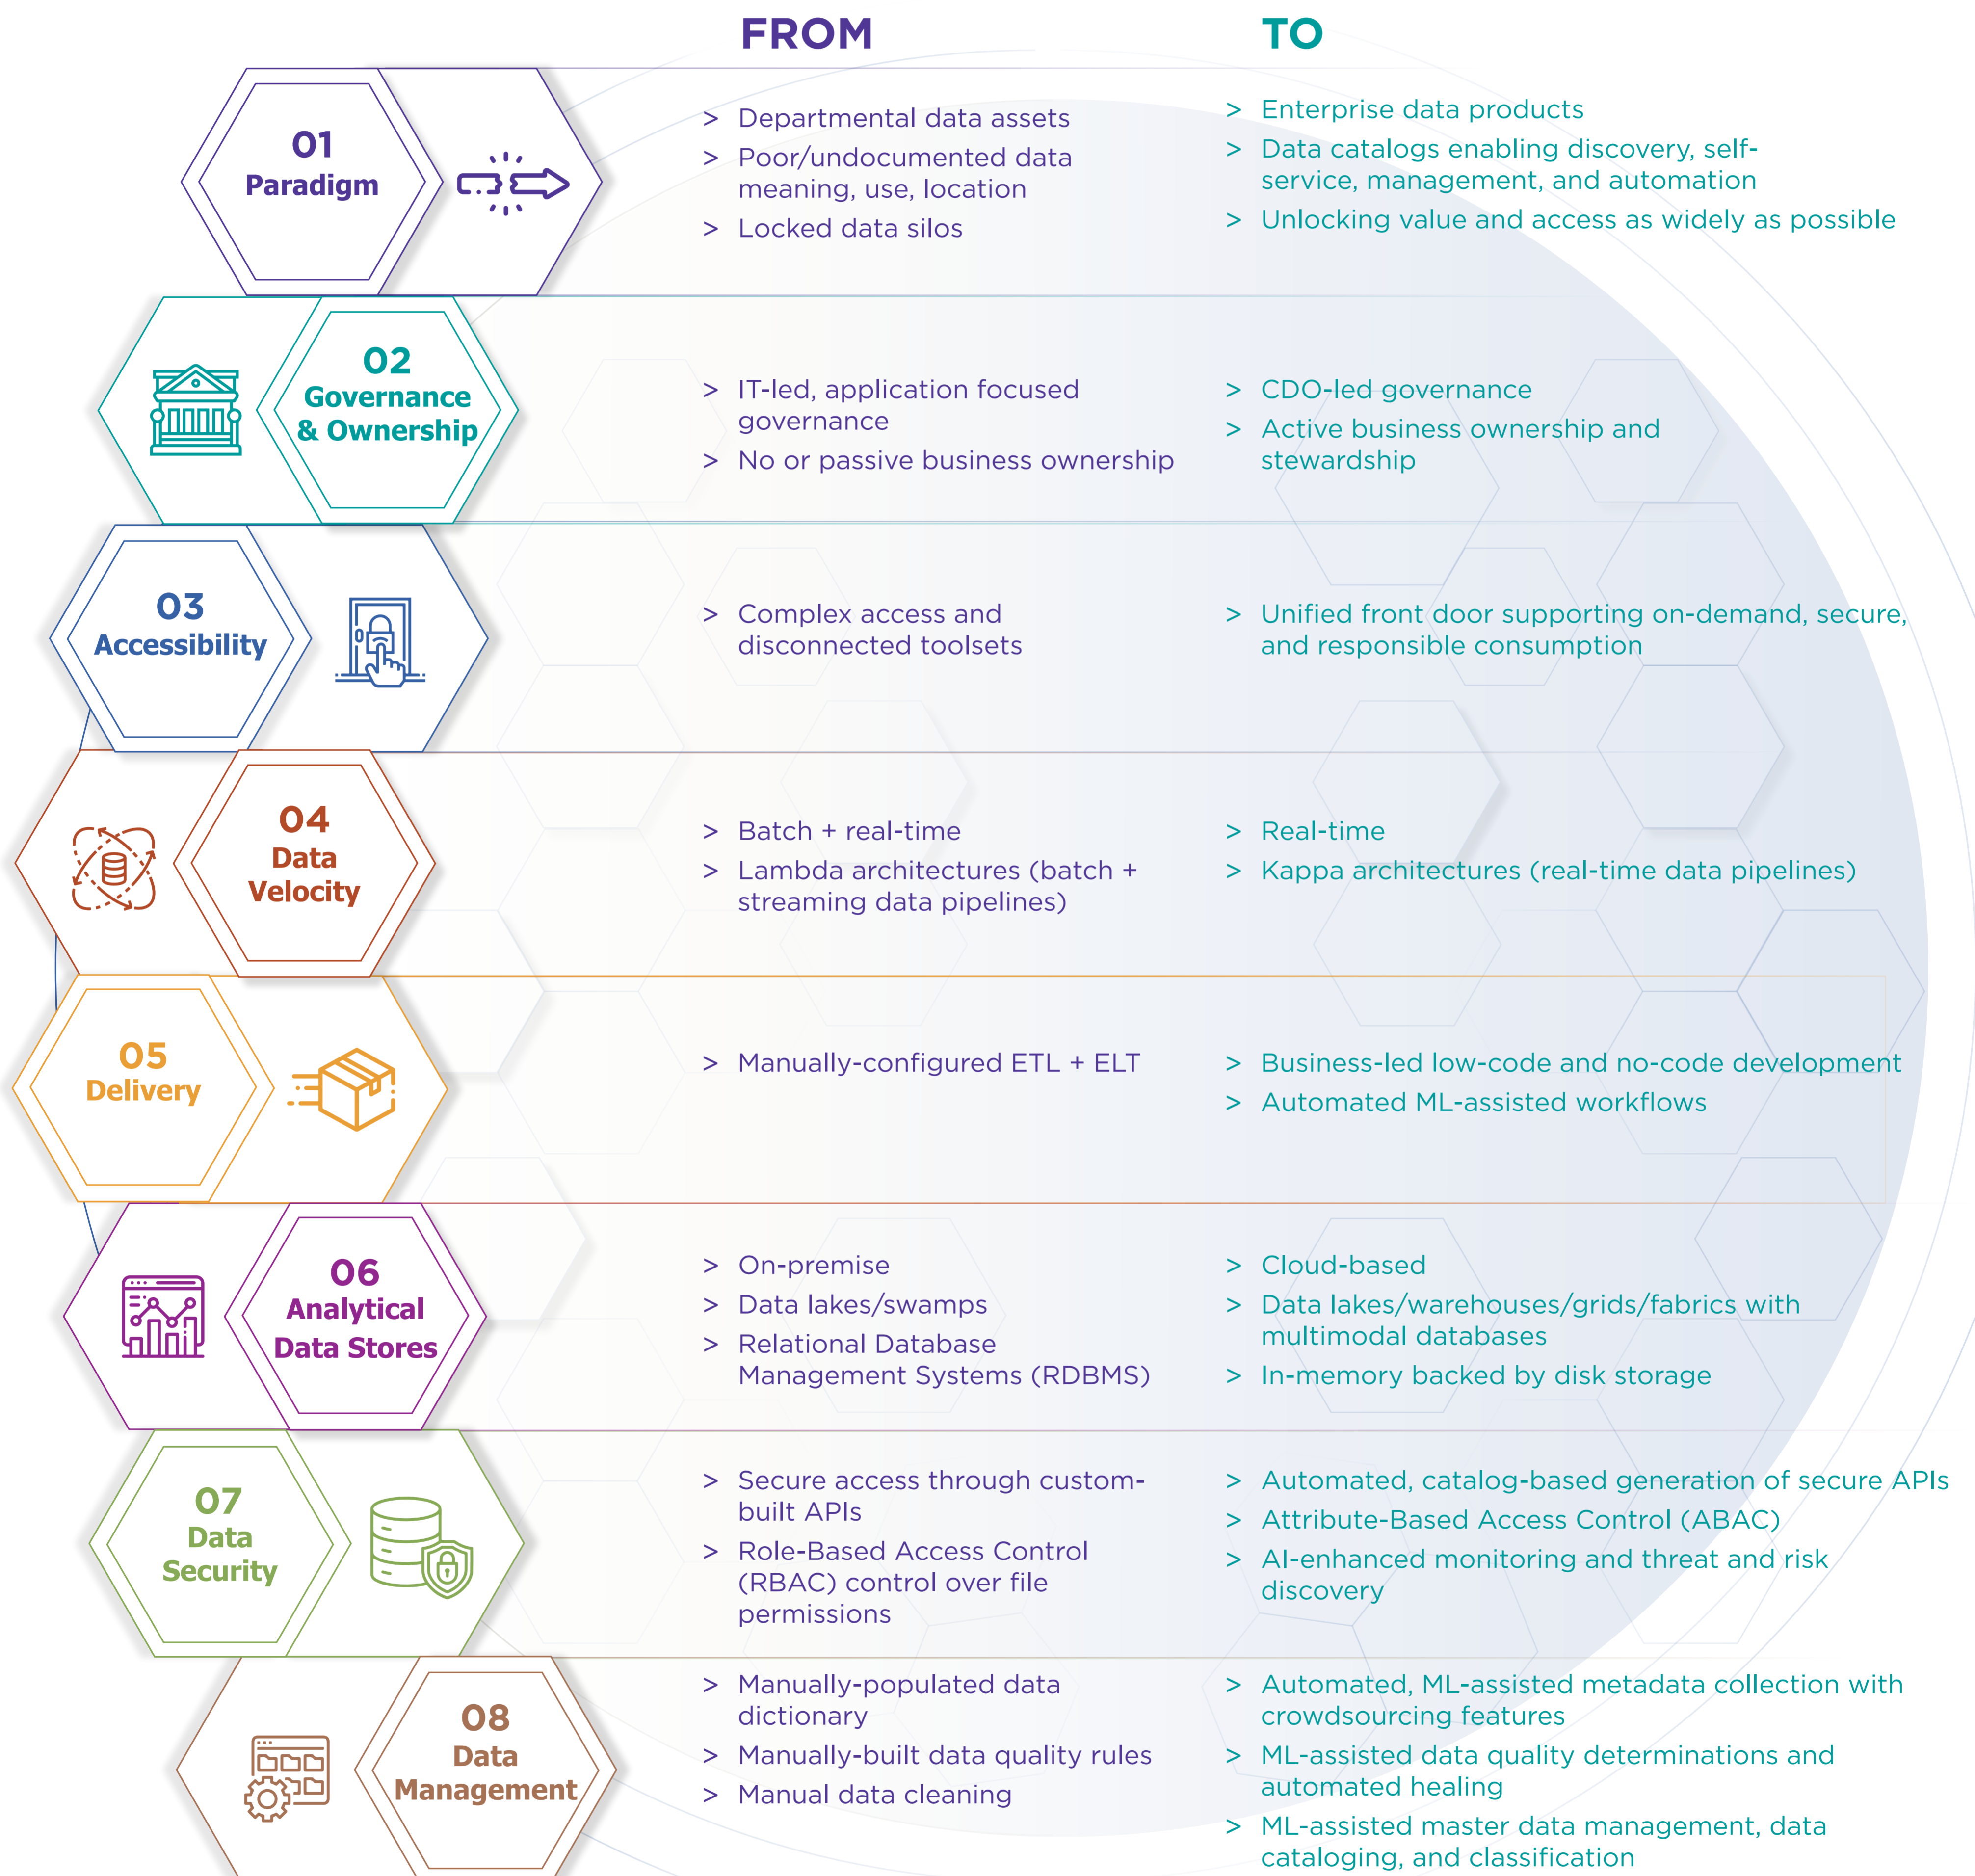 FROM
TO
01
Paradigm
> Departmental data assets
> Poor/undocumented data
meaning, use, location
> Locked data silos
> Enterprise data products
> Data catalogs enabling discovery, self-
service, management, and automation
> Unlocking value and access as widely as possible
02
Governance
& Ownership
> IT-led, application focused
governance
> No or passive business ownership
> CDO-led governance
> Active business ownership and
stewardship
03
Accessibility
> Complex access and
disconnected toolsets
> Unified front door supporting on-demand, secure,
and responsible consumption
04
Data
Velocity
> Batch + real-time
> Lambda architectures (batch +
streaming data pipelines)
> Real-time
> Kappa architectures (real-time data pipelines)
05
Delivery
> Manually-configured ETL + ELT
> Business-led low-code and no-code development
> Automated ML-assisted workflows
06
Analytical
Data Stores
> On-premise
> Data lakes/swamps
> Relational Database
Management Systems (RDBMS)
> Cloud-based
> Data lakes/warehouses/grids/fabrics with
multimodal databases
> In-memory backed by disk storage
07
Data
Security
> Secure access through custom-
built APIs
> Role-Based Access Control
(RBAC) control over file
permissions
> Automated, catalog-based generation of secure APIs
> Attribute-Based Access Control (ABAC)
> AI-enhanced monitoring and threat and risk
discovery
08
Data
Management
> Manually-populated data
dictionary
> Manually-built data quality rules
> Manual data cleaning
> Automated, ML-assisted metadata collection with
crowdsourcing features
> ML-assisted data quality determinations and
automated healing
> ML-assisted master data management, data
cataloging, and classification